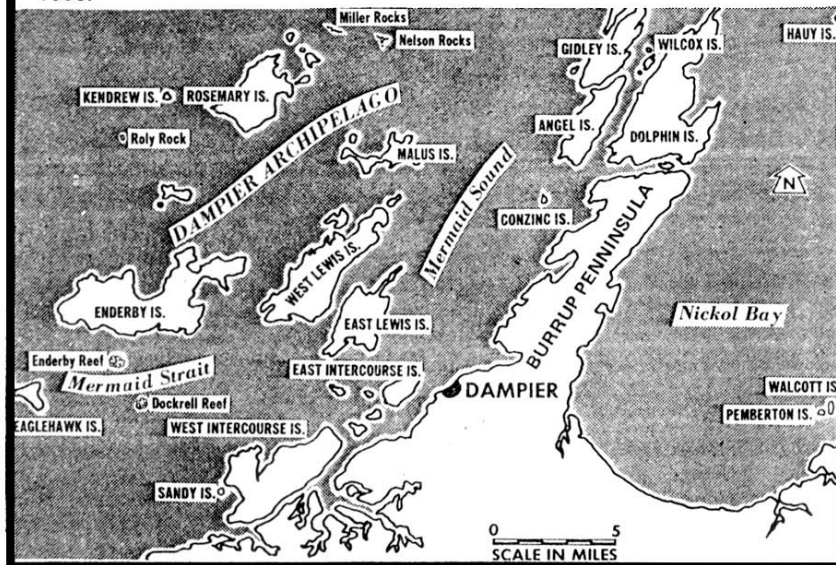 Miller Rocks
Nelson Rocks
GIDLEY IS.
WILCOX IS.
HAUY IS.
KENDREW IS.
ROSEMARY IS.
Roly Rock
DAMPIER ARCHIPELAGO
MALUS IS.
ANGEL IS.
DOLPHIN IS.
N
Mermaid Sound
CONZINC IS.
BURRUP PENNINSULA
WEST LEWIS IS.
ENDERBY IS.
EAST LEWIS IS.
Nickol Bay
Enderby Reef
Mermaid Strait
EAST INTERCOURSE IS.
DAMPIER
WALCOTT IS
PEMBERTON IS.
Dockrell Reef
EAGLEHAWK IS.
WEST INTERCOURSE IS.
SANDY IS.
0 5
SCALE IN MILES